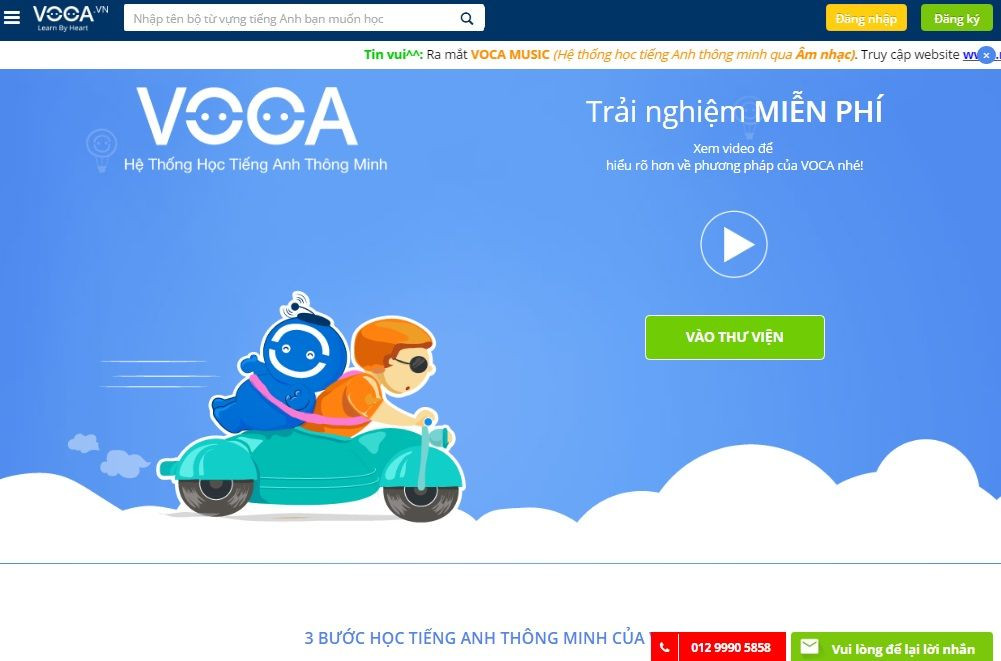 VOCA.VN
Learn By Heart
Nhập tên bộ từ vựng tiếng Anh bạn muốn học
Đăng nhập
Đăng ký
Tin vui^^: Ra mắt VOCA MUSIC (Hệ thống học tiếng Anh thông minh qua Âm nhạc). Truy cập website
VOCA
Hệ Thống Học Tiếng Anh Thông Minh
Trải nghiệm MIỄN PHÍ
Xem video để
hiểu rõ hơn về phương pháp của VOCA nhé!
VÀO THƯ VIỆN
3 BƯỚC HỌC TIẾNG ANH THÔNG MINH CỦA
012 9990 5858
Vui lòng để lại lời nhắn